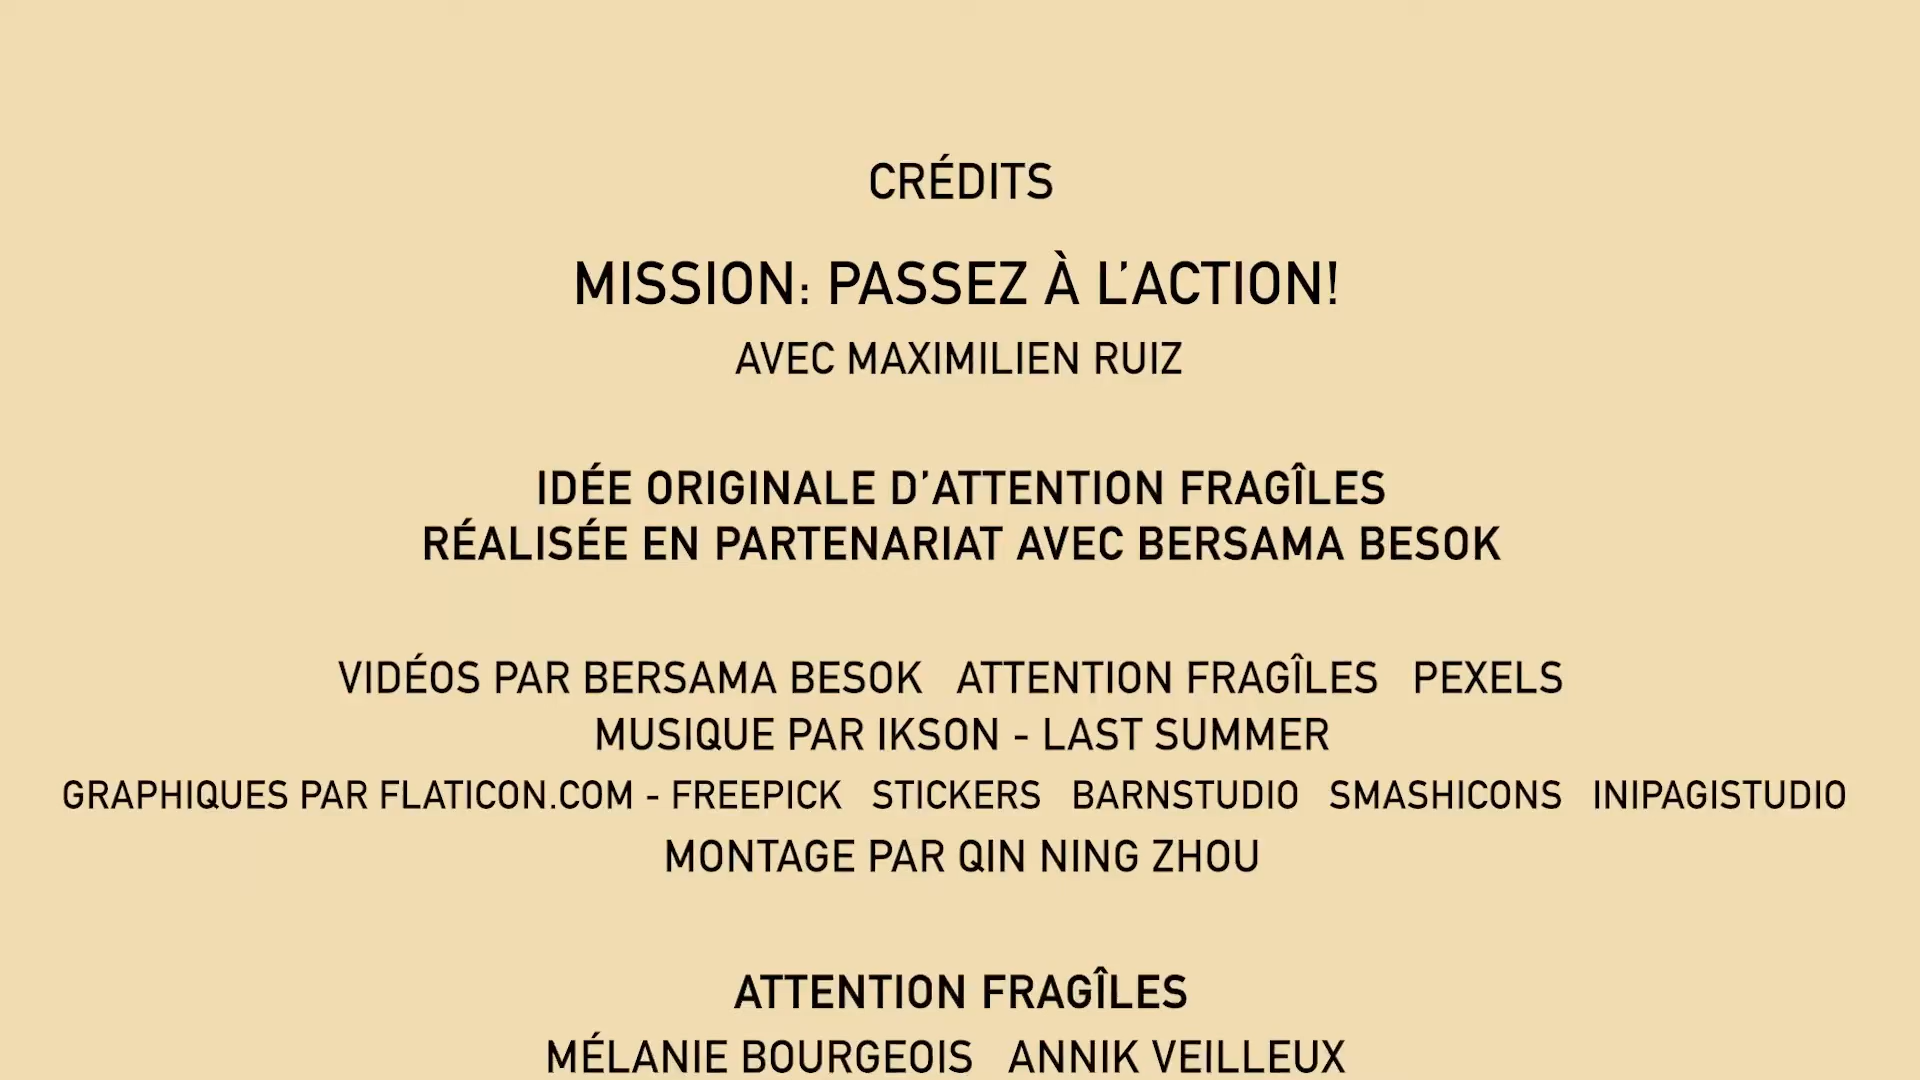 CRÉDITS
MISSION: PASSEZ À L’ACTION!
AVEC MAXIMILIEN RUIZ
IDÉE ORIGINALE D’ATTENTION FRAGÎLES
RÉALISÉE EN PARTENARIAT AVEC BERSAMA BESOK
VIDÉOS PAR BERSAMA BESOK ATTENTION FRAGÎLES PEXELS
MUSIQUE PAR IKSON - LAST SUMMER
GRAPHIQUES PAR FLATICON.COM - FREEPICK STICKERS BARNSTUDIO SMASHICONS INIPAGISTUDIO
MONTAGE PAR QIN NING ZHOU
ATTENTION FRAGÎLES
MÉLANIE BOURGEOIS ANNIK VEILLEUX